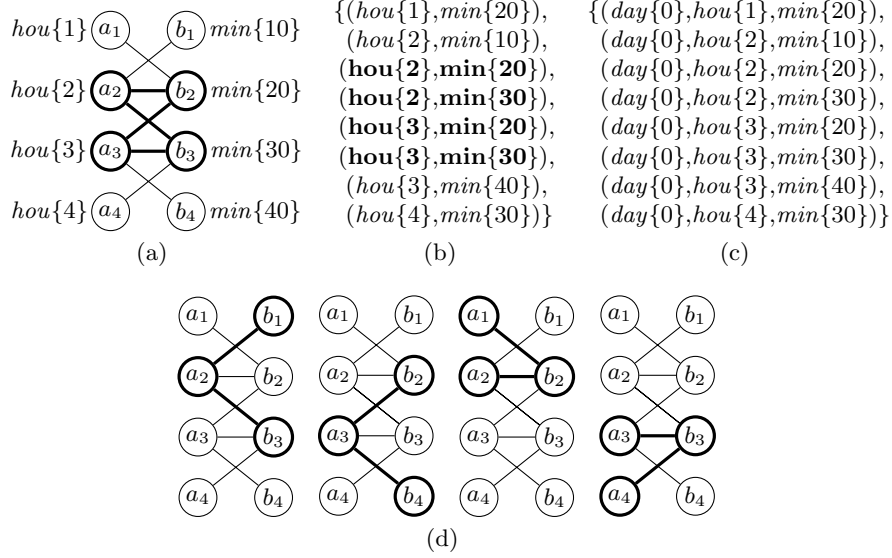 hou{1} a1 b1 min{10}
hou{2} a2 b2 min{20}
hou{3} a3 b3 min{30}
hou{4} a4 b4 min{40}
(a)
{(hou{1},min{20}),
(hou{2},min{10}),
(hou{2},min{20}),
(hou{2},min{30}),
(hou{3},min{20}),
(hou{3},min{30}),
(hou{3},min{40}),
(hou{4},min{30})}
(b)
{(day{0},hou{1},min{20}),
(day{0},hou{2},min{10}),
(day{0},hou{2},min{20}),
(day{0},hou{2},min{30}),
(day{0},hou{3},min{20}),
(day{0},hou{3},min{30}),
(day{0},hou{3},min{40}),
(day{0},hou{4},min{30})}
(c)
a1 b1 a1 b1 a1 b1 a1 b1
a2 b2 a2 b2 a2 b2 a2 b2
a3 b3 a3 b3 a3 b3 a3 b3
a4 b4 a4 b4 a4 b4 a4 b4
(d)